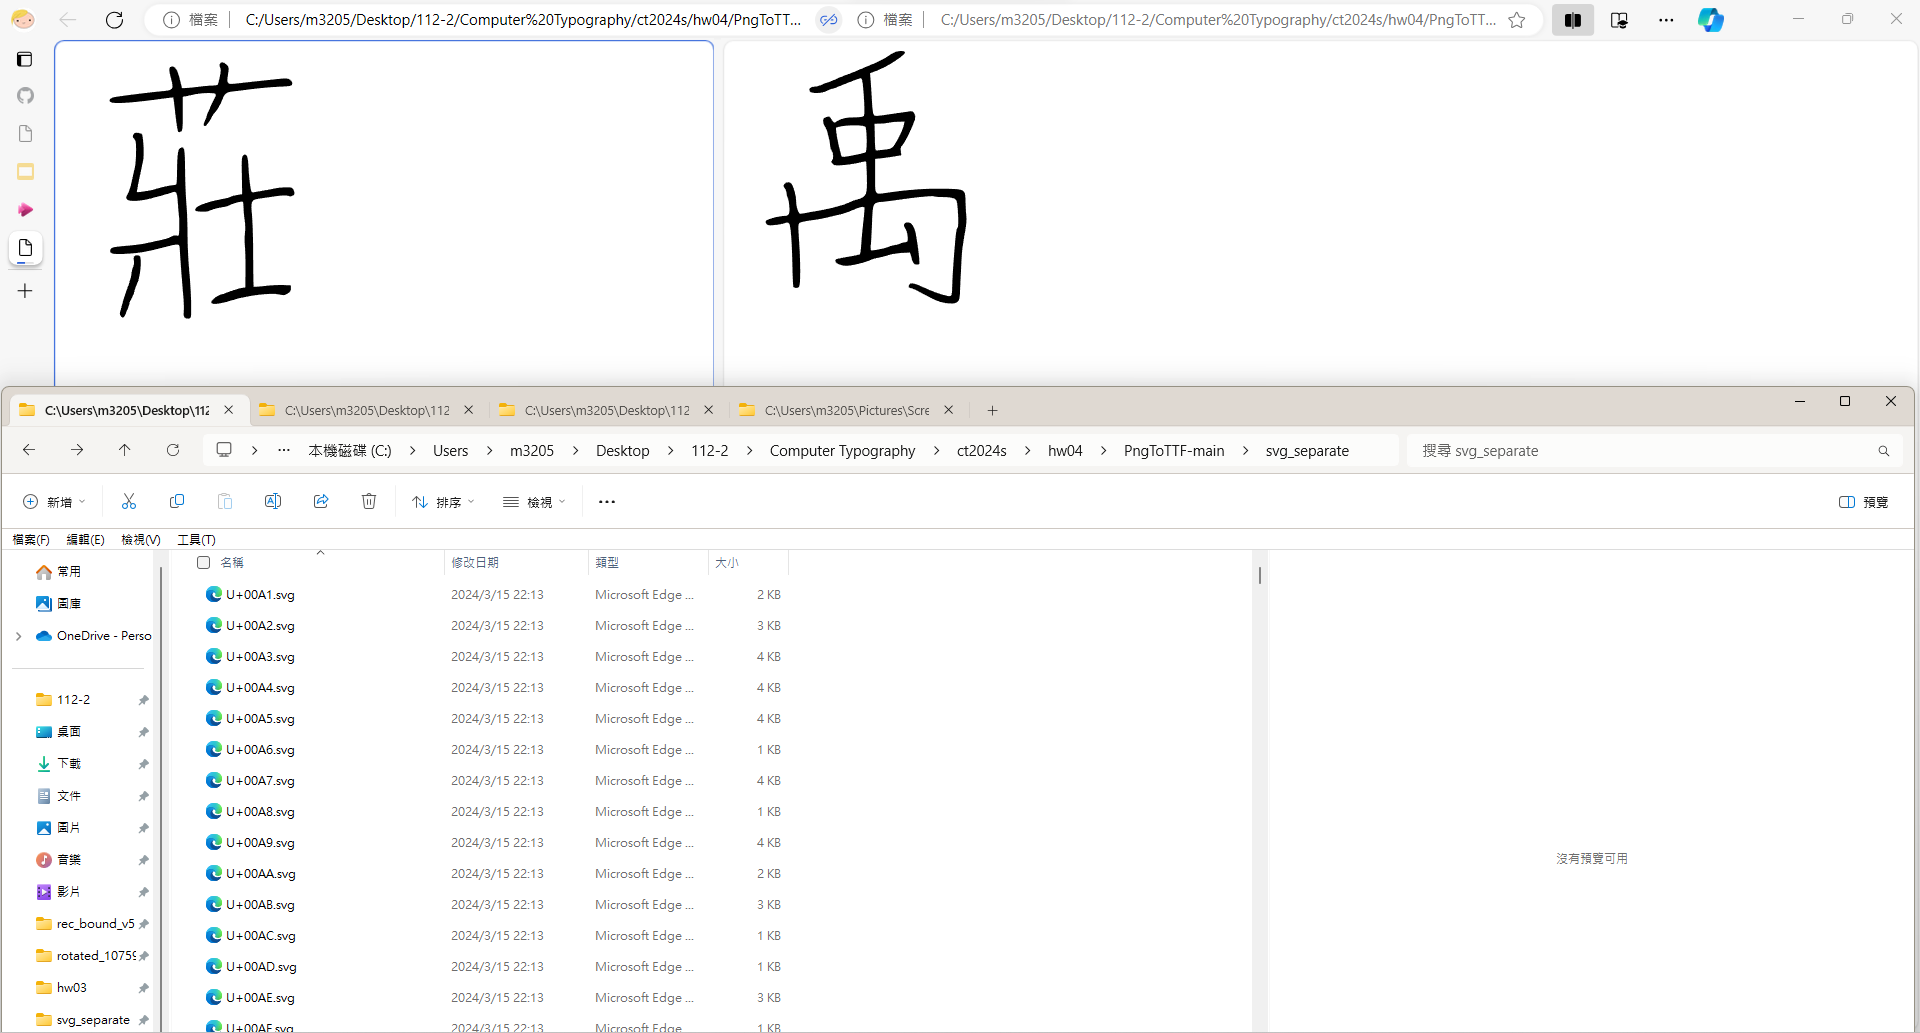 檔案 C:/Users/m3205/Desktop/112-2/Computer%20Typography/ct2024s/hw04/PngToTT... 檔案 C:/Users/m3205/Desktop/112-2/Computer%20Typography/ct2024s/hw04/PngToTT...
莊 禹
C:\Users\m3205\Desktop\112 C:\Users\m3205\Desktop\112 C:\Users\m3205\Desktop\112 C:\Users\m3205\Pictures\Scre
... 本機磁碟 (C:) Users m3205 Desktop 112-2 Computer Typography ct2024s hw04 PngToTTF-main svg_separate 搜尋 svg_separate
新增 排序 檢視 預覽
檔案(F) 編輯(E) 檢視(V) 工具(T)
名稱 修改日期 類型 大小
常用
圖庫
OneDrive - Perso
112-2
桌面
下載
文件
圖片
音樂
影片
rec_bound_v5
rotated_10759
hw03
svg_separate
U+00A1.svg 2024/3/15 22:13 Microsoft Edge ... 2 KB
U+00A2.svg 2024/3/15 22:13 Microsoft Edge ... 3 KB
U+00A3.svg 2024/3/15 22:13 Microsoft Edge ... 4 KB
U+00A4.svg 2024/3/15 22:13 Microsoft Edge ... 4 KB
U+00A5.svg 2024/3/15 22:13 Microsoft Edge ... 4 KB
U+00A6.svg 2024/3/15 22:13 Microsoft Edge ... 1 KB
U+00A7.svg 2024/3/15 22:13 Microsoft Edge ... 4 KB
U+00A8.svg 2024/3/15 22:13 Microsoft Edge ... 1 KB
U+00A9.svg 2024/3/15 22:13 Microsoft Edge ... 4 KB
U+00AA.svg 2024/3/15 22:13 Microsoft Edge ... 2 KB
U+00AB.svg 2024/3/15 22:13 Microsoft Edge ... 3 KB
U+00AC.svg 2024/3/15 22:13 Microsoft Edge ... 1 KB
U+00AD.svg 2024/3/15 22:13 Microsoft Edge ... 1 KB
U+00AE.svg 2024/3/15 22:13 Microsoft Edge ... 3 KB
U+00AF.svg 2024/3/15 22:13 Microsoft Edge 1 KB
沒有預覽可用